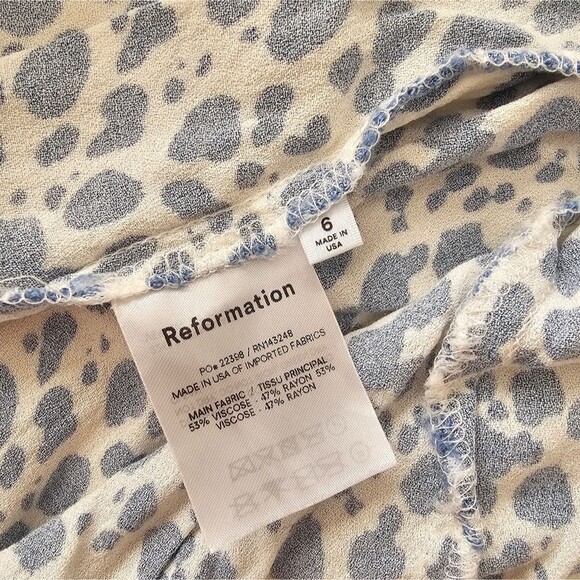 6
MADE IN
USA
Reformation
PO# 22398 / RN143248
MADE IN USA OF IMPORTED FABRICS
MAIN FABRIC / TISSU PRINCIPAL
53% VISCOSE . 47% RAYON 53%
VISCOSE . 47% RAYON